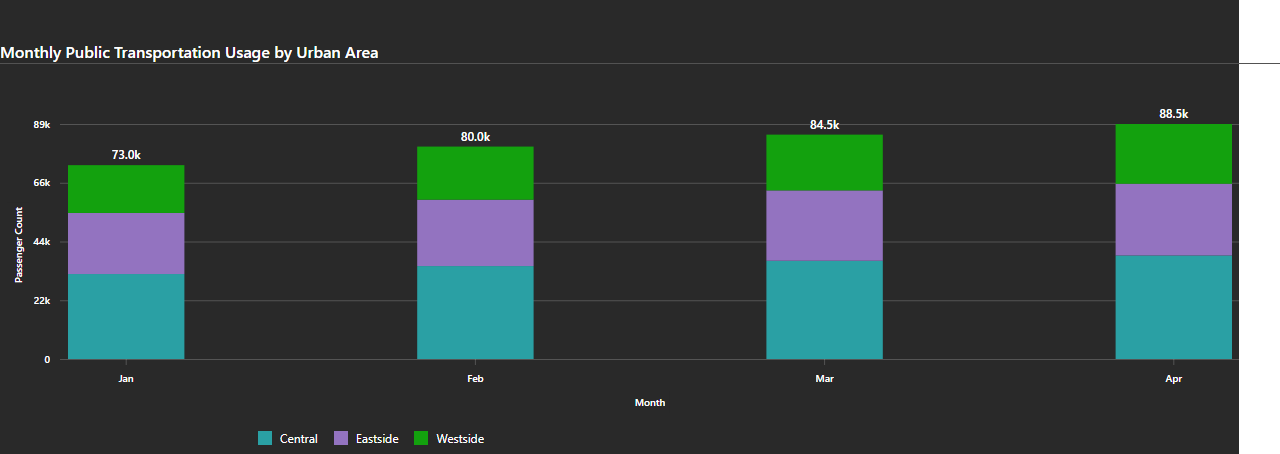 Monthly Public Transportation Usage by Urban Area
88.5k
89k
84.5k
80.0k
73.0k
66k
Passenger Count
44k
22k
0
Jan Feb Mar Apr
Month
Central Eastside Westside